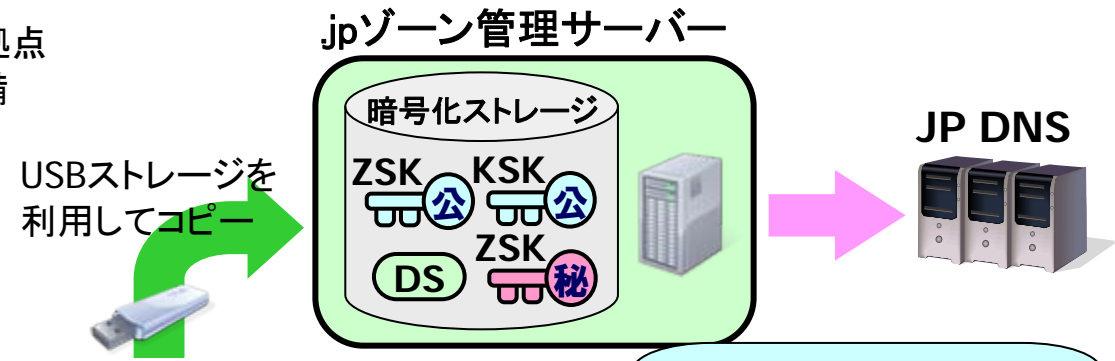 .jpゾーン管理サーバー
拠点
暗号化ストレージ
JP DNS
USBストレージを
利用してコピー
ZSK
公
KSK
公
DS
ZSK
秘